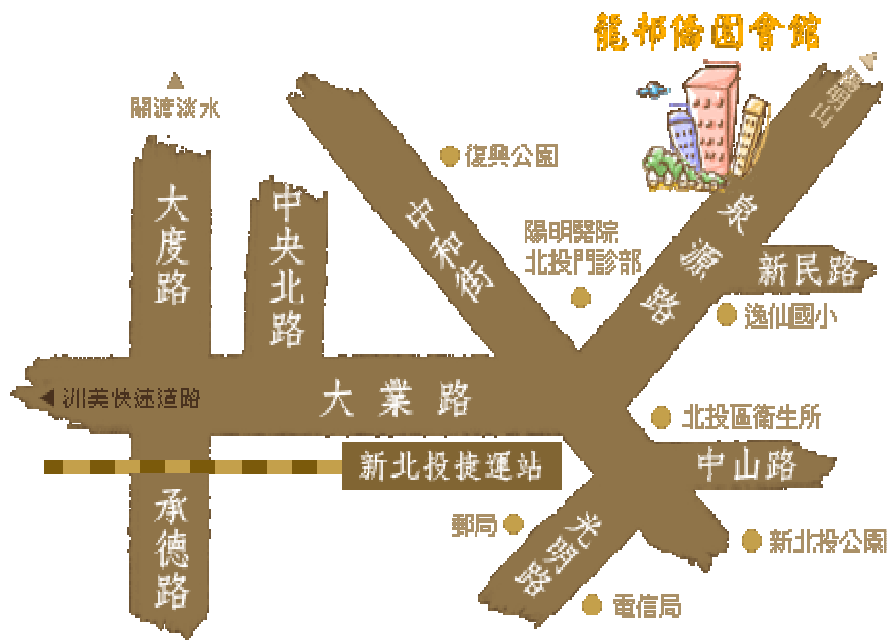 龍邦僑園會館
陽明山
關渡淡水
復興公園
大度路
中央北路
中和街
陽明醫院
北投門診部
泉源路
新民路
逸仙國小
洲美快速道路
大業路
北投區衛生所
新北投捷運站
中山路
承德路
郵局
光明路
新北投公園
電信局